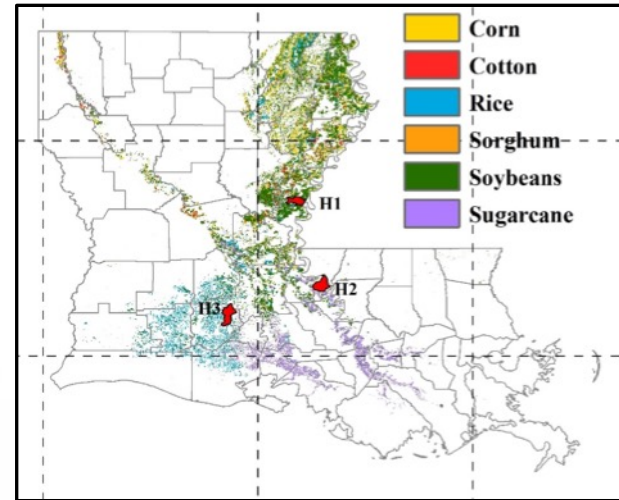 Corn
Cotton
Rice
Sorghum
Soybeans
Sugarcane
H1
H2
H3